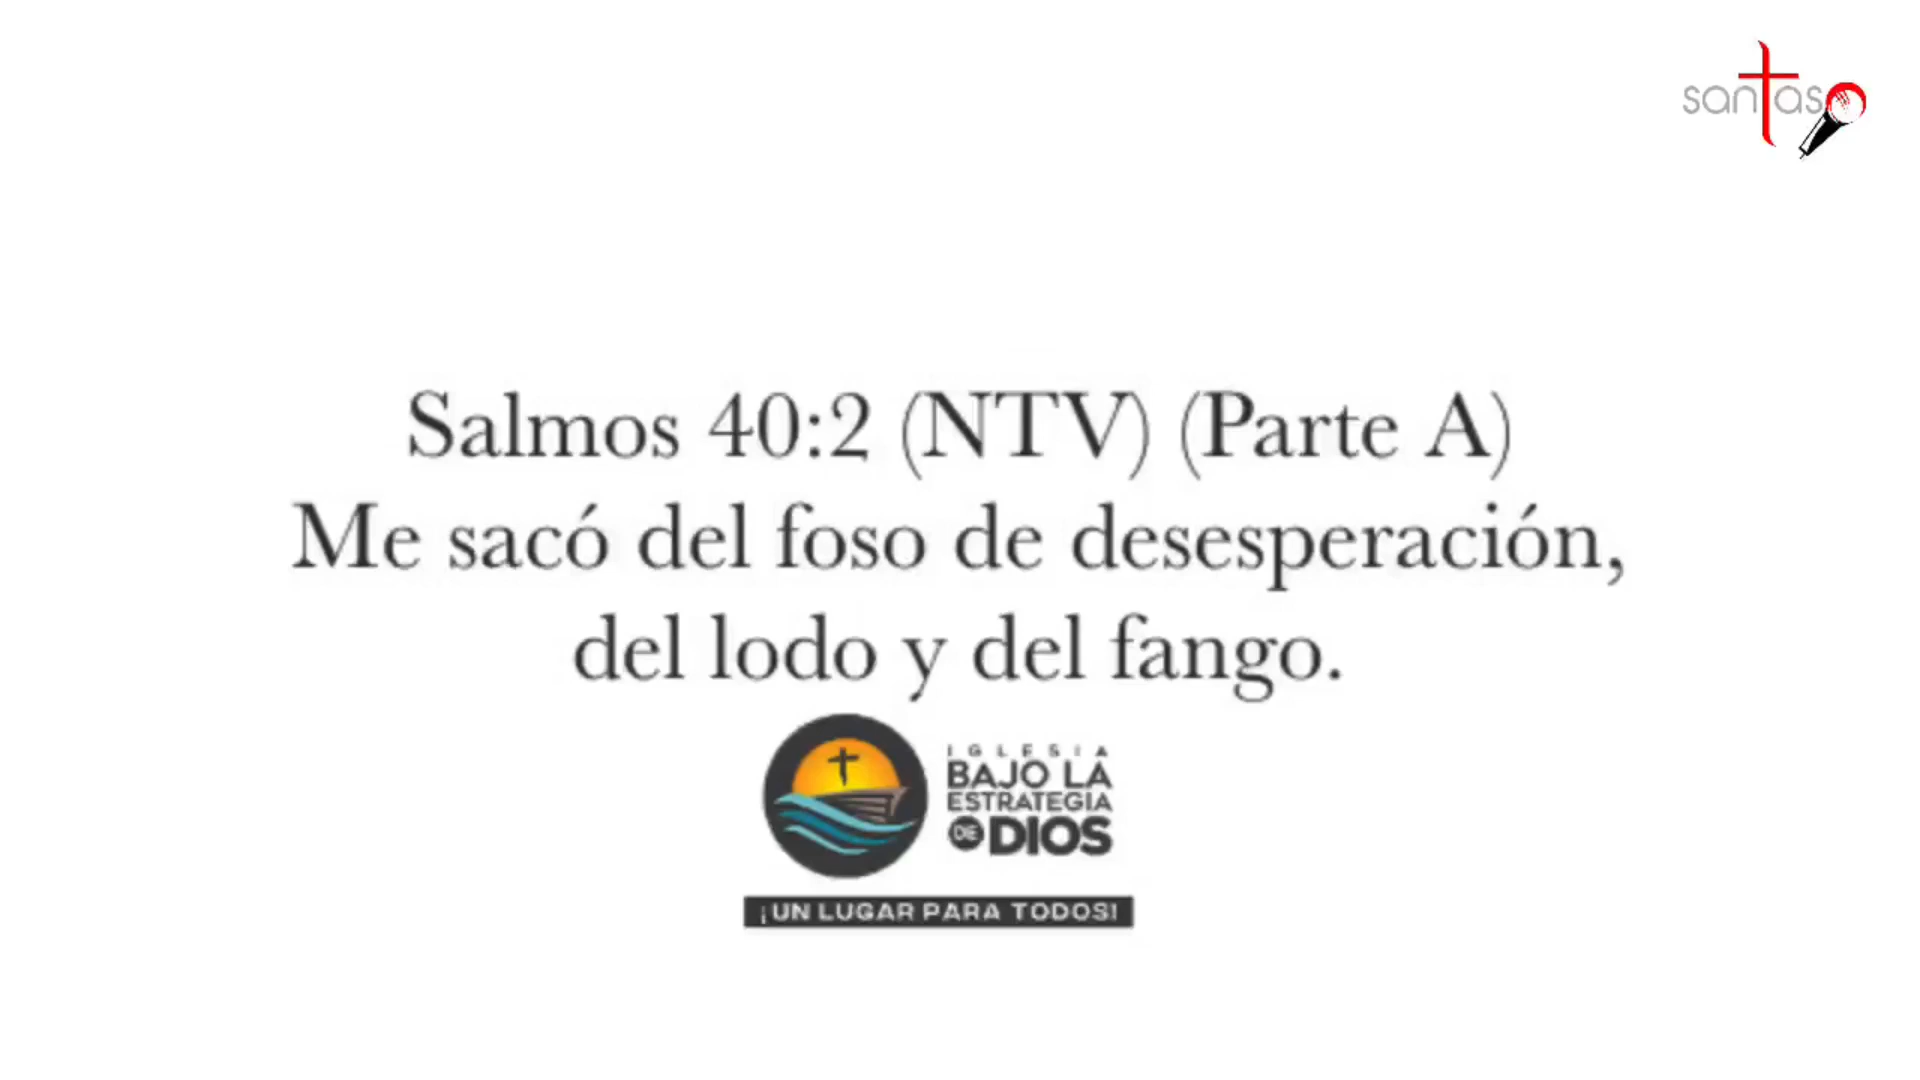 santas
Salmos 40:2 (NTV) (Parte A)
Me sacó del foso de desesperación,
del lodo y del fango.
IGLESIA
BAJO LA
ESTRATEGIA
DE DIOS
¡UN LUGAR PARA TODOS!